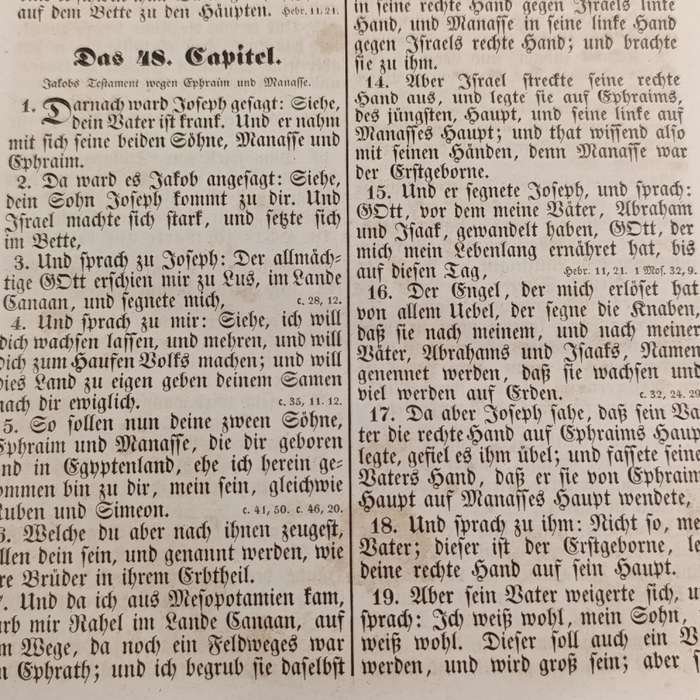 auf dem Bette zu den Häupten. Hebr. 11, 21.
Das 48. Capitel.
Jakobs Testament wegen Ephraim und Manasse.
1. Darnach ward Joseph gesagt: Siehe,
dein Vater ist krank. Und er nahm
mit sich seine beiden Söhne, Manasse und
Ephraim.
2. Da ward es Jakob angesagt: Siehe,
dein Sohn Joseph kommt zu dir. Und
Israel machte sich stark, und setzte sich
im Bette,
3. Und sprach zu Joseph: Der allmäch-
tige GOtt erschien mir zu Lus, im Lande
Canaan, und segnete mich, c. 28, 12.
4. Und sprach zu mir: Siehe, ich will
dich wachsen lassen, und mehren, und will
dich zum Haufen Volks machen; und will
dies Land zu eigen geben deinem Samen
nach dir ewiglich. c. 35, 11. 12.
5. So sollen nun deine zween Söhne,
Ephraim und Manasse, die dir geboren
und in Egyptenland, ehe ich herein ge-
ommen bin zu dir, mein sein, gleichwie
Ruben und Simeon. c. 41, 50. c. 46, 20.
6. Welche du aber nach ihnen zeugest,
llen dein sein, und genannt werden, wie
re Brüder in ihrem Erbtheil.
7. Und da ich aus Mesopotamien kam,
arb mir Rahel im Lande Canaan, auf
m Wege, da noch ein Feldweges war
n Ephrath; und ich begrub sie daselbst
in seine rechte Hand gegen Israels linke
Hand, und Manasse in seine linke Hand
gegen Israels rechte Hand; und brachte
sie zu ihm.
14. Aber Israel streckte seine rechte
Hand aus, und legte sie auf Ephraims,
des jüngsten, Haupt, und seine linke auf
Manasses Haupt; und that wissend also
mit seinen Händen, denn Manasse war
der Erstgeborne.
15. Und er segnete Joseph, und sprach:
GOtt, vor dem meine Väter, Abraham
und Isaak, gewandelt haben, GOtt, der
mich mein Lebenlang ernähret hat, bis
auf diesen Tag, Hebr. 11, 21. 1 Mos. 32, 9.
16. Der Engel, der mich erlöset hat
von allem Uebel, der segne die Knaben,
daß sie nach meinem, und nach meiner
Väter, Abrahams und Isaaks, Namen
genennet werden, daß sie wachsen und
viel werden auf Erden. c. 32, 24. 29
17. Da aber Joseph sahe, daß sein Va-
ter die rechte Hand auf Ephraims Haup
legte, gefiel es ihm übel; und fassete seine
Vaters Hand, daß er sie von Ephraim
Haupt auf Manasses Haupt wendete,
18. Und sprach zu ihm: Nicht so, me
Vater; dieser ist der Erstgeborne, le
deine rechte Hand auf sein Haupt.
19. Aber sein Vater weigerte sich, u
sprach: Ich weiß wohl, mein Sohn,
weiß wohl. Dieser soll auch ein V
werden, und wird groß sein; aber s